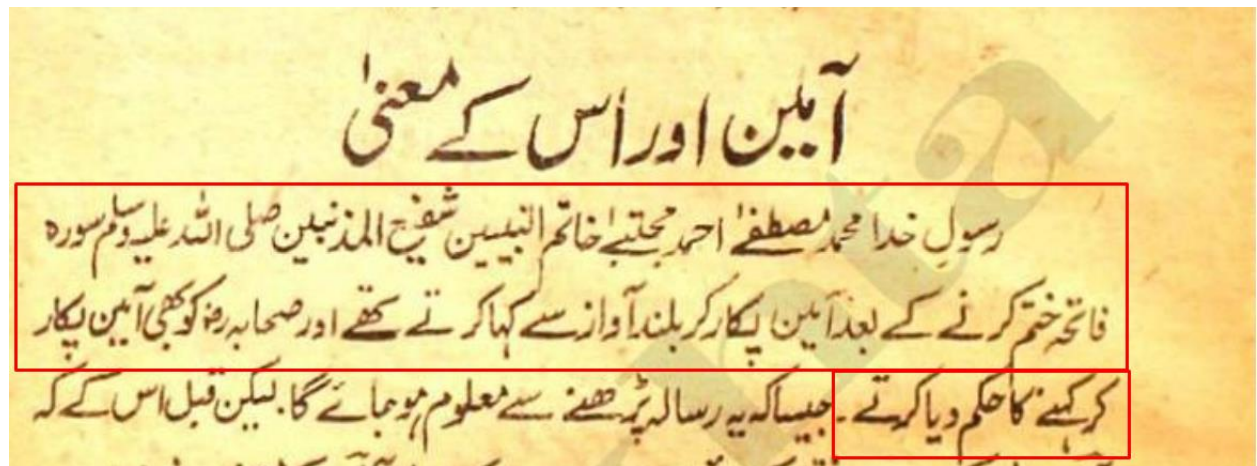 آمین اور اس کے معنیٰ
رسولِ خدا محمد مصطفےٰ احمد مجتبےٰ خاتم النبیین شفیع المذنبین صلی اللہ علیہ وسلم سورہ
فاتحہ ختم کرنے کے بعد آمین پکار کر بلند آواز سے کہا کرتے تھے اور صحابہ رضؓ کو بھی آمین پکار
کر کہنے کا حکم دیا کرتے ۔ جیسا کہ یہ رسالہ پڑھنے سے معلوم ہو جائے گا. لیکن قبل اس کے کہ